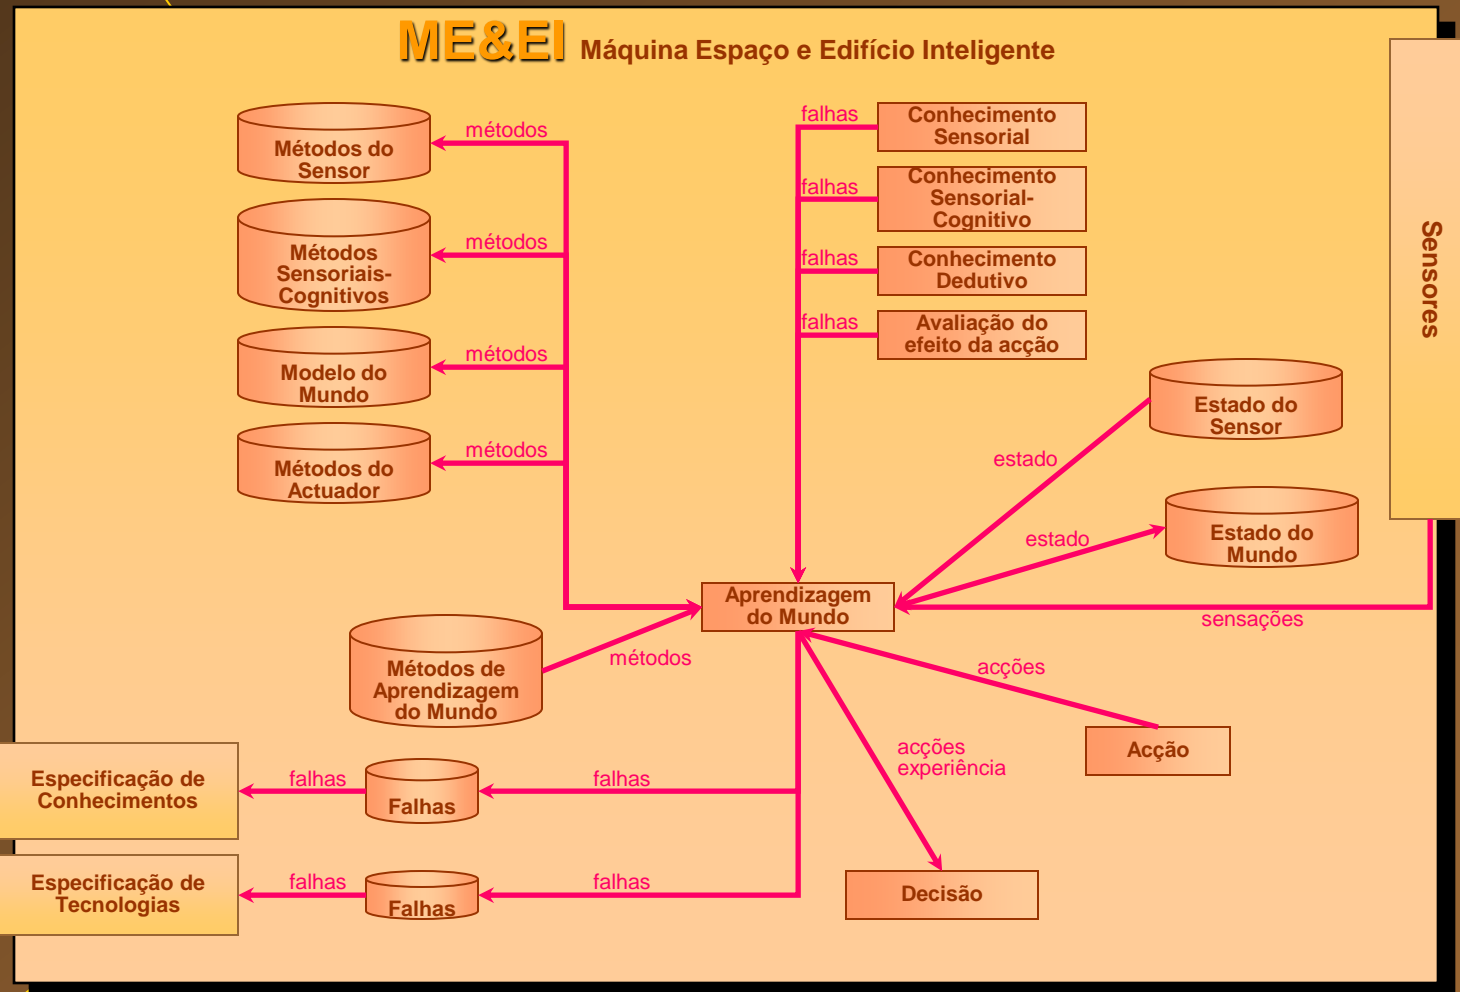 ME&EI Máquina Espaço e Edifício Inteligente
métodos
Métodos do
Sensor
métodos
Métodos
Sensoriais-
Cognitivos
métodos
Modelo do
Mundo
métodos
Métodos do
Actuador
falhas
Conhecimento
Sensorial
falhas
Conhecimento
Sensorial-
Cognitivo
falhas
Conhecimento
Dedutivo
falhas
Avaliação do
efeito da acção
Sensores
Estado do
Sensor
estado
Estado do
Mundo
estado
Aprendizagem
do Mundo
sensações
Métodos de
Aprendizagem
do Mundo
métodos
acções
Acção
acções
experiência
Decisão
Especificação de
Conhecimentos
falhas
Falhas
falhas
Especificação de
Tecnologias
falhas
Falhas
falhas